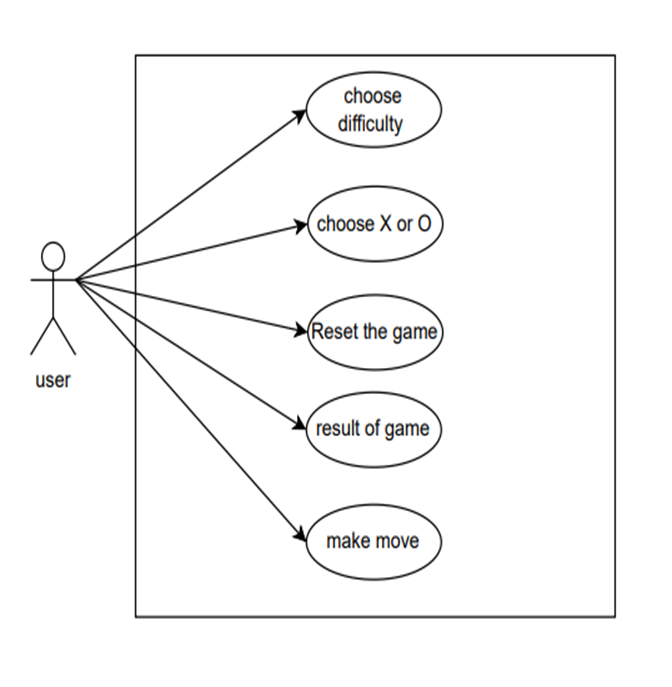 choose
difficulty
choose X or O
Reset the game
user
result of game
make move